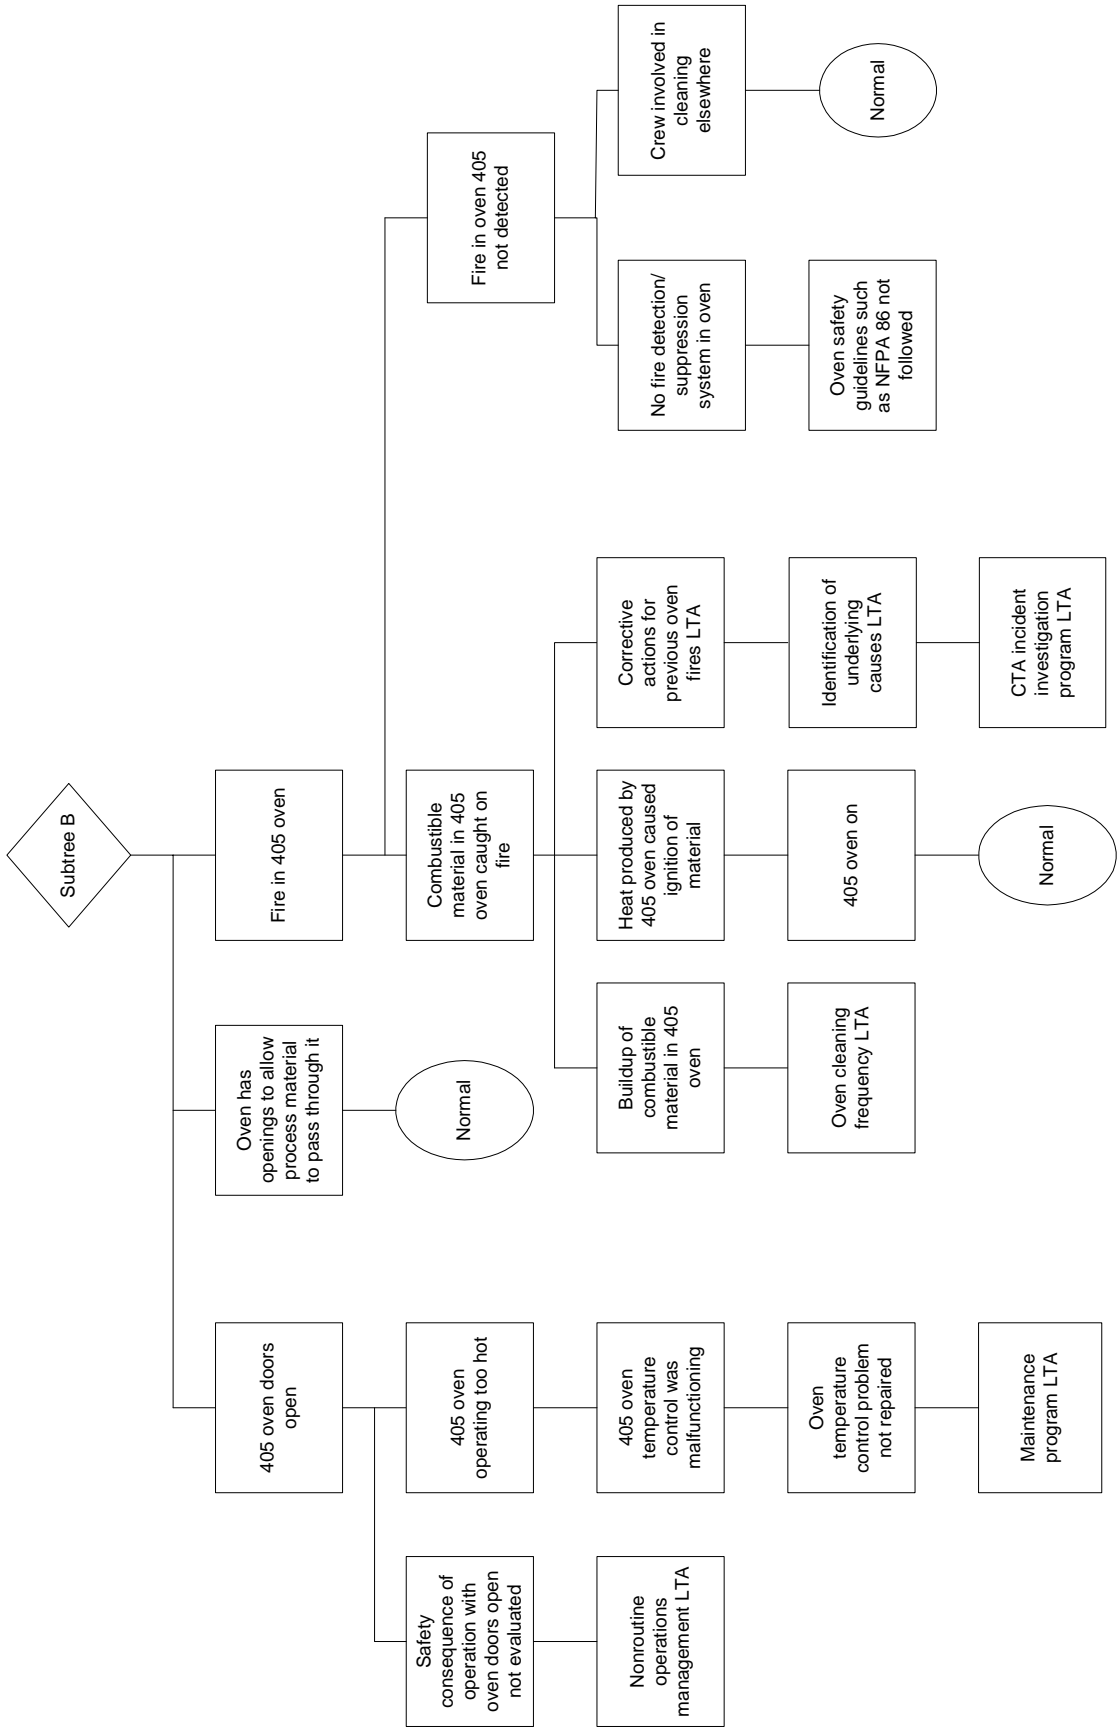 Subtree B
405 oven doors
open
Oven has
openings to allow
process material
to pass through it
Fire in 405 oven
Safety
consequence of
operation with
oven doors open
not evaluated
405 oven
operating too hot
Normal
Combustible
material in 405
oven caught on
fire
Fire in oven 405
not detected
Nonroutine
operations
management LTA
405 oven
temperature
control was
malfunctioning
Buildup of
combustible
material in 405
oven
Heat produced by
405 oven caused
ignition of
material
Corrective
actions for
previous oven
fires LTA
No fire detection/
suppression
system in oven
Crew involved in
cleaning
elsewhere
Oven
temperature
control problem
not repaired
Oven cleaning
frequency LTA
405 oven on
Identification of
underlying
causes LTA
Oven safety
guidelines such
as NFPA 86 not
followed
Normal
Maintenance
program LTA
Normal
CTA incident
investigation
program LTA